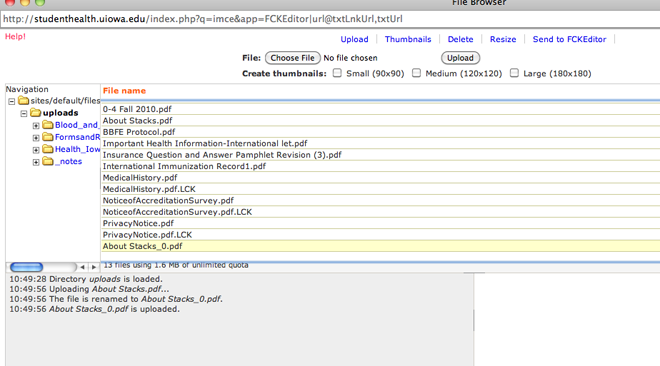 File Browser
http://studenthealth.uiowa.edu/index.php?q=imce&app=FCKEditor|url@txtLnkUrl,txtUrl
Help!
Upload Thumbnails Delete Resize Send to FCKEditor
File: Choose File No file chosen Upload
Create thumbnails: Small (90x90) Medium (120x120) Large (180x180)
Navigation
sites/default/files
uploads
Blood_and_
FormsandR
Health_Iow
_notes
File name
0-4 Fall 2010.pdf
About Stacks.pdf
BBFE Protocol.pdf
Important Health Information-International let.pdf
Insurance Question and Answer Pamphlet Revision (3).pdf
International Immunization Record1.pdf
MedicalHistory.pdf
MedicalHistory.pdf.LCK
NoticeofAccreditationSurvey.pdf
NoticeofAccreditationSurvey.pdf.LCK
PrivacyNotice.pdf
PrivacyNotice.pdf.LCK
About Stacks_0.pdf
13 files using 1.6 MB of unlimited quota
10:49:28 Directory uploads is loaded.
10:49:56 Uploading About Stacks.pdf...
10:49:56 The file is renamed to About Stacks_0.pdf.
10:49:56 About Stacks_0.pdf is uploaded.